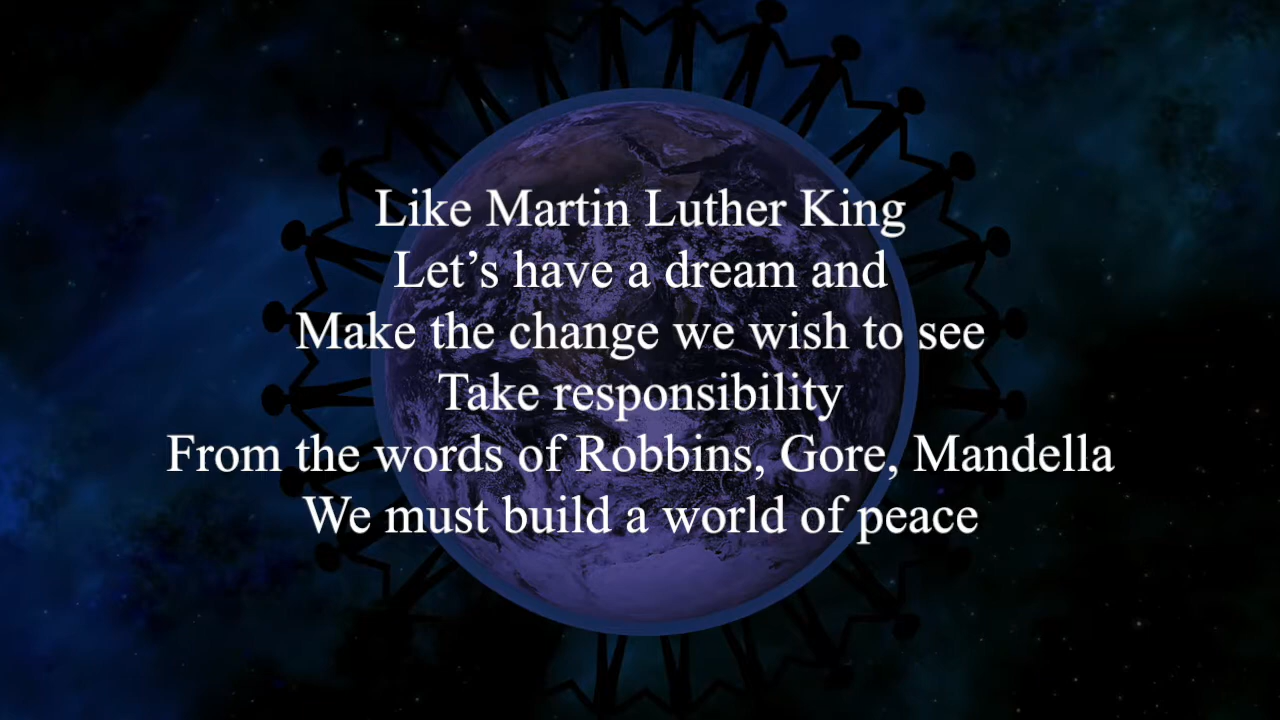 Like Martin Luther King
Let’s have a dream and
Make the change we wish to see
Take responsibility
From the words of Robbins, Gore, Mandella
We must build a world of peace